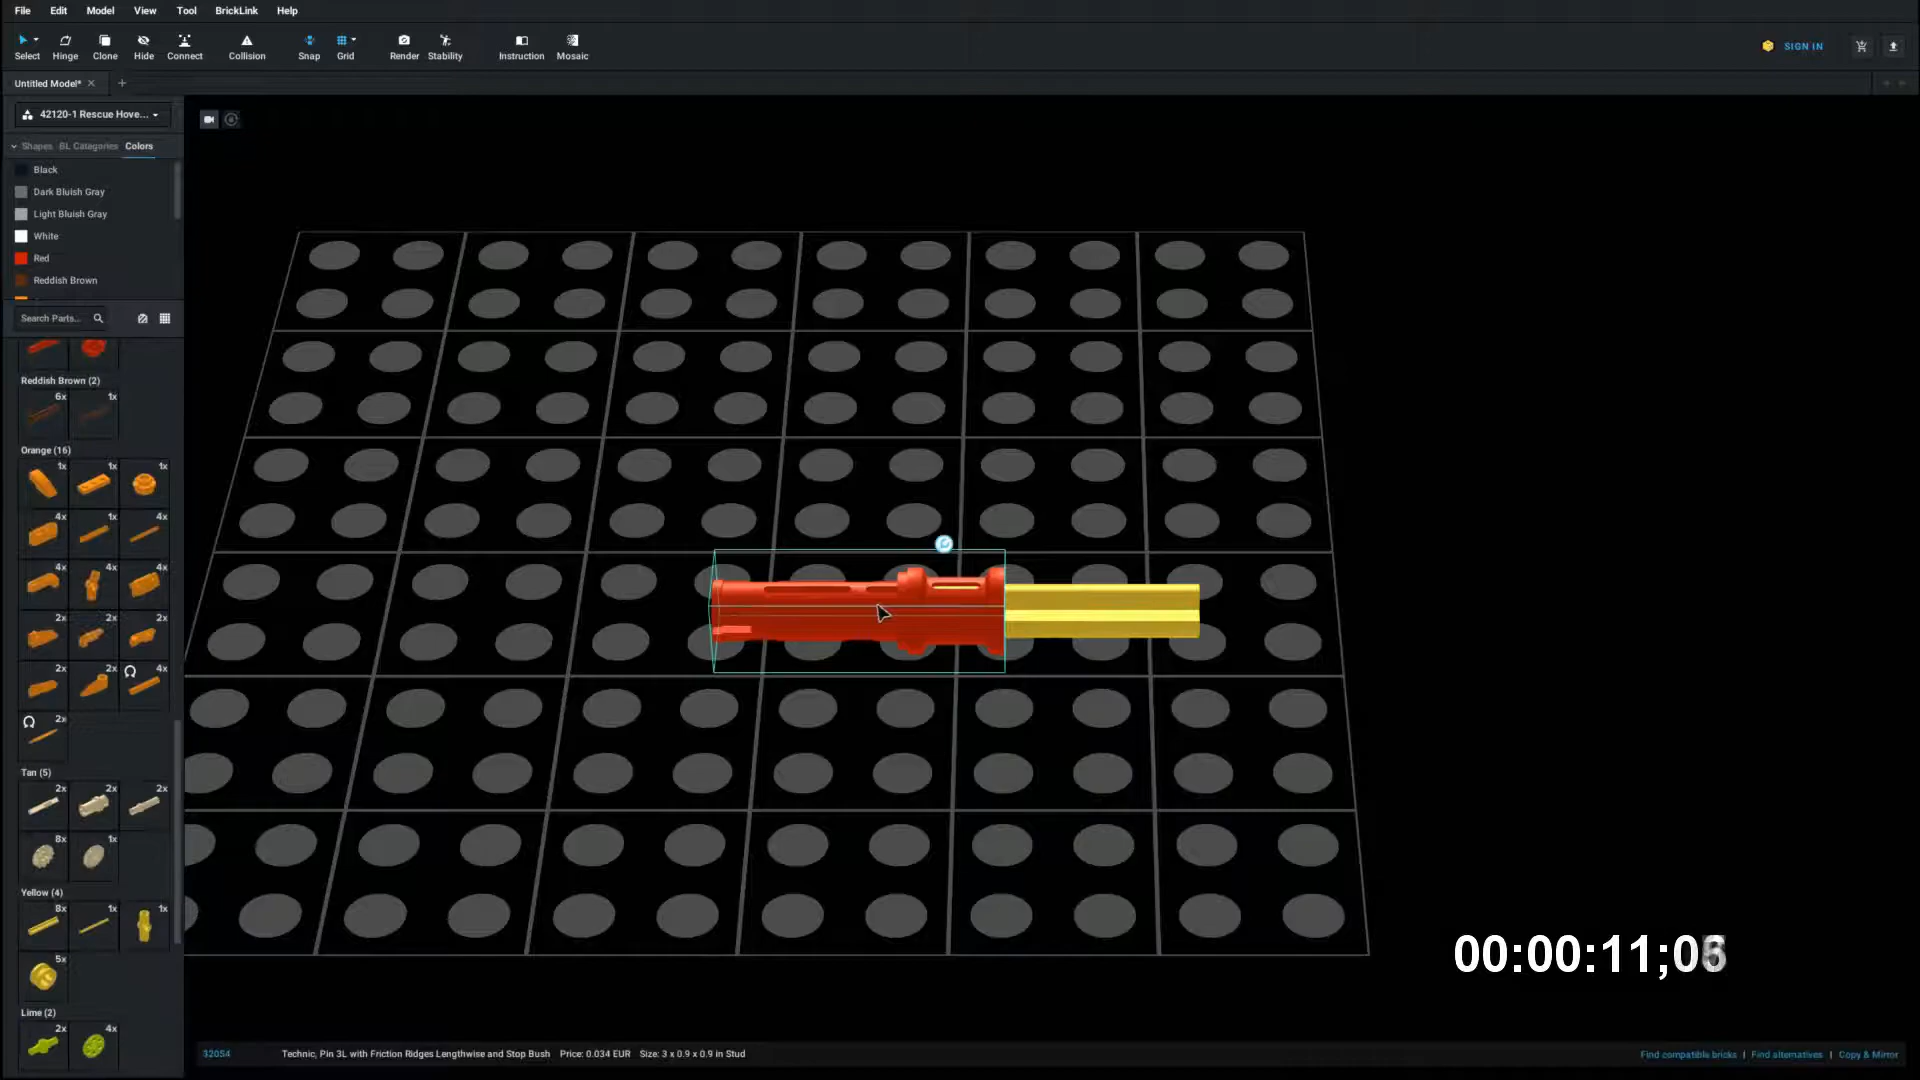 File Edit Model View Tool BrickLink Help
Select Hinge Clone Hide Connect Collision Snap Grid Render Stability Instruction Mosaic
SIGN IN
Untitled Model*
42120-1 Rescue Hove...
Shapes BL Catagories Colors
Black
Dark Bluish Gray
Light Bluish Gray
White
Red
Reddish Brown
Search Parts...
Reddish Brown (2)
6x 1x
Orange (16)
1x 1x 1x
4x 1x 4x
4x 4x 4x
2x 2x 2x
2x 2x 4x
2x
Tan (5)
2x 2x 2x
8x 1x
Yellow (4)
8x 1x 1x
5x
Lime (2)
2x 4x
00:00:11;0
32054 Technic, Pin 3L with Friction Ridges Lengthwise and Stop Bush Price: 0.034 EUR Size: 3 x 0.9 x 0.9 in Stud
Find compatible bricks | Find alternatives | Copy & Mirror